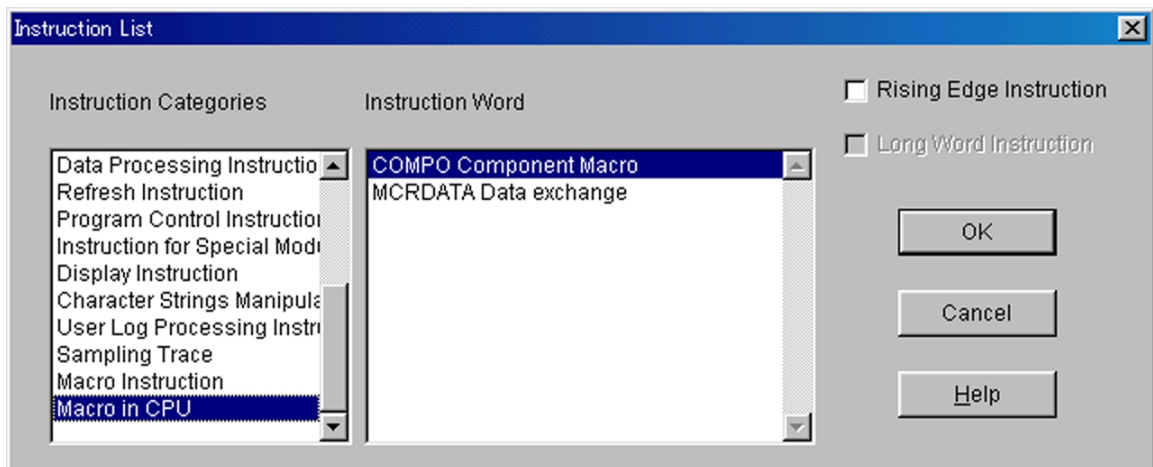 Instruction List
Instruction Categories
Instruction Word
Rising Edge Instruction
Long Word Instruction
Data Processing Instructio
Refresh Instruction
Program Control Instruction
Instruction for Special Modu
Display Instruction
Character Strings Manipula
User Log Processing Instru
Sampling Trace
Macro Instruction
Macro in CPU
COMPO Component Macro
MCRDATA Data exchange
OK
Cancel
Help